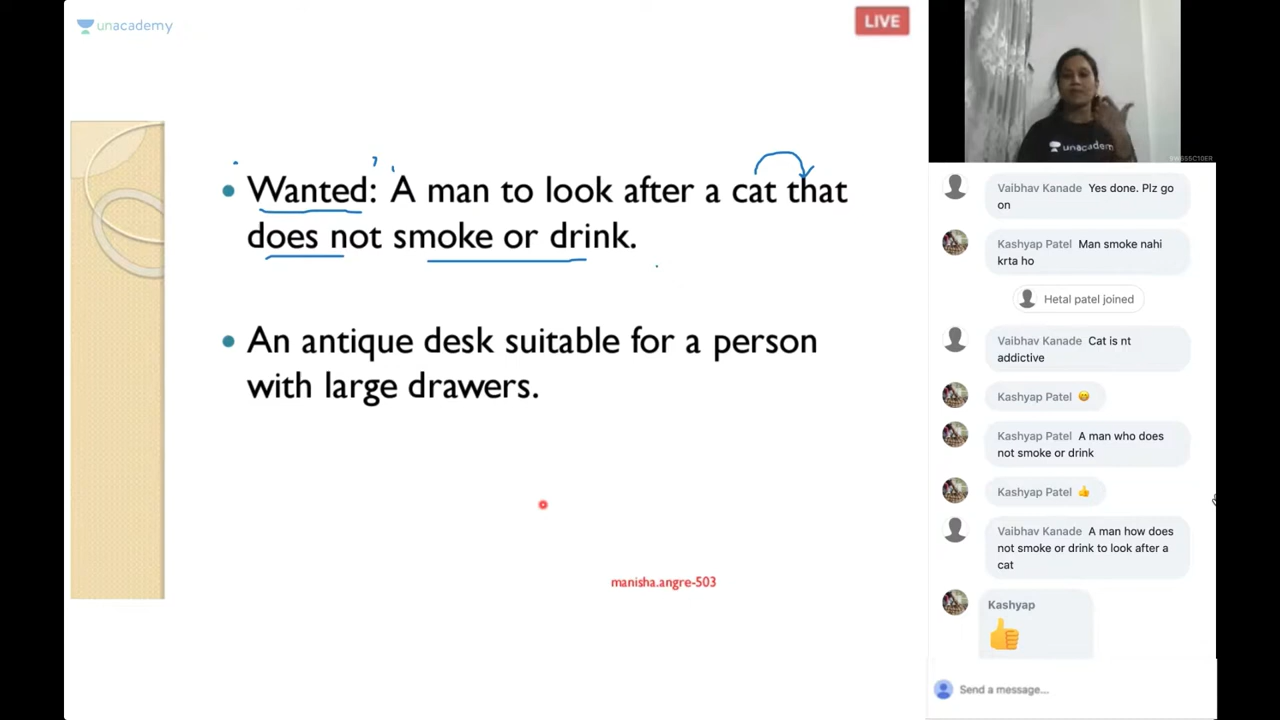 unacademy
LIVE
Wanted: A man to look after a cat that
does not smoke or drink.
An antique desk suitable for a person
with large drawers.
manisha.angre-503
unacademy
Vaibhav Kanade Yes done. Plz go
on
Kashyap Patel Man smoke nahi
krta ho
Hetal patel joined
Vaibhav Kanade Cat is nt
addictive
Kashyap Patel 😋
Kashyap Patel A man who does
not smoke or drink
Kashyap Patel 👍
Vaibhav Kanade A man how does
not smoke or drink to look after a
cat
Kashyap
👍
Send a message...